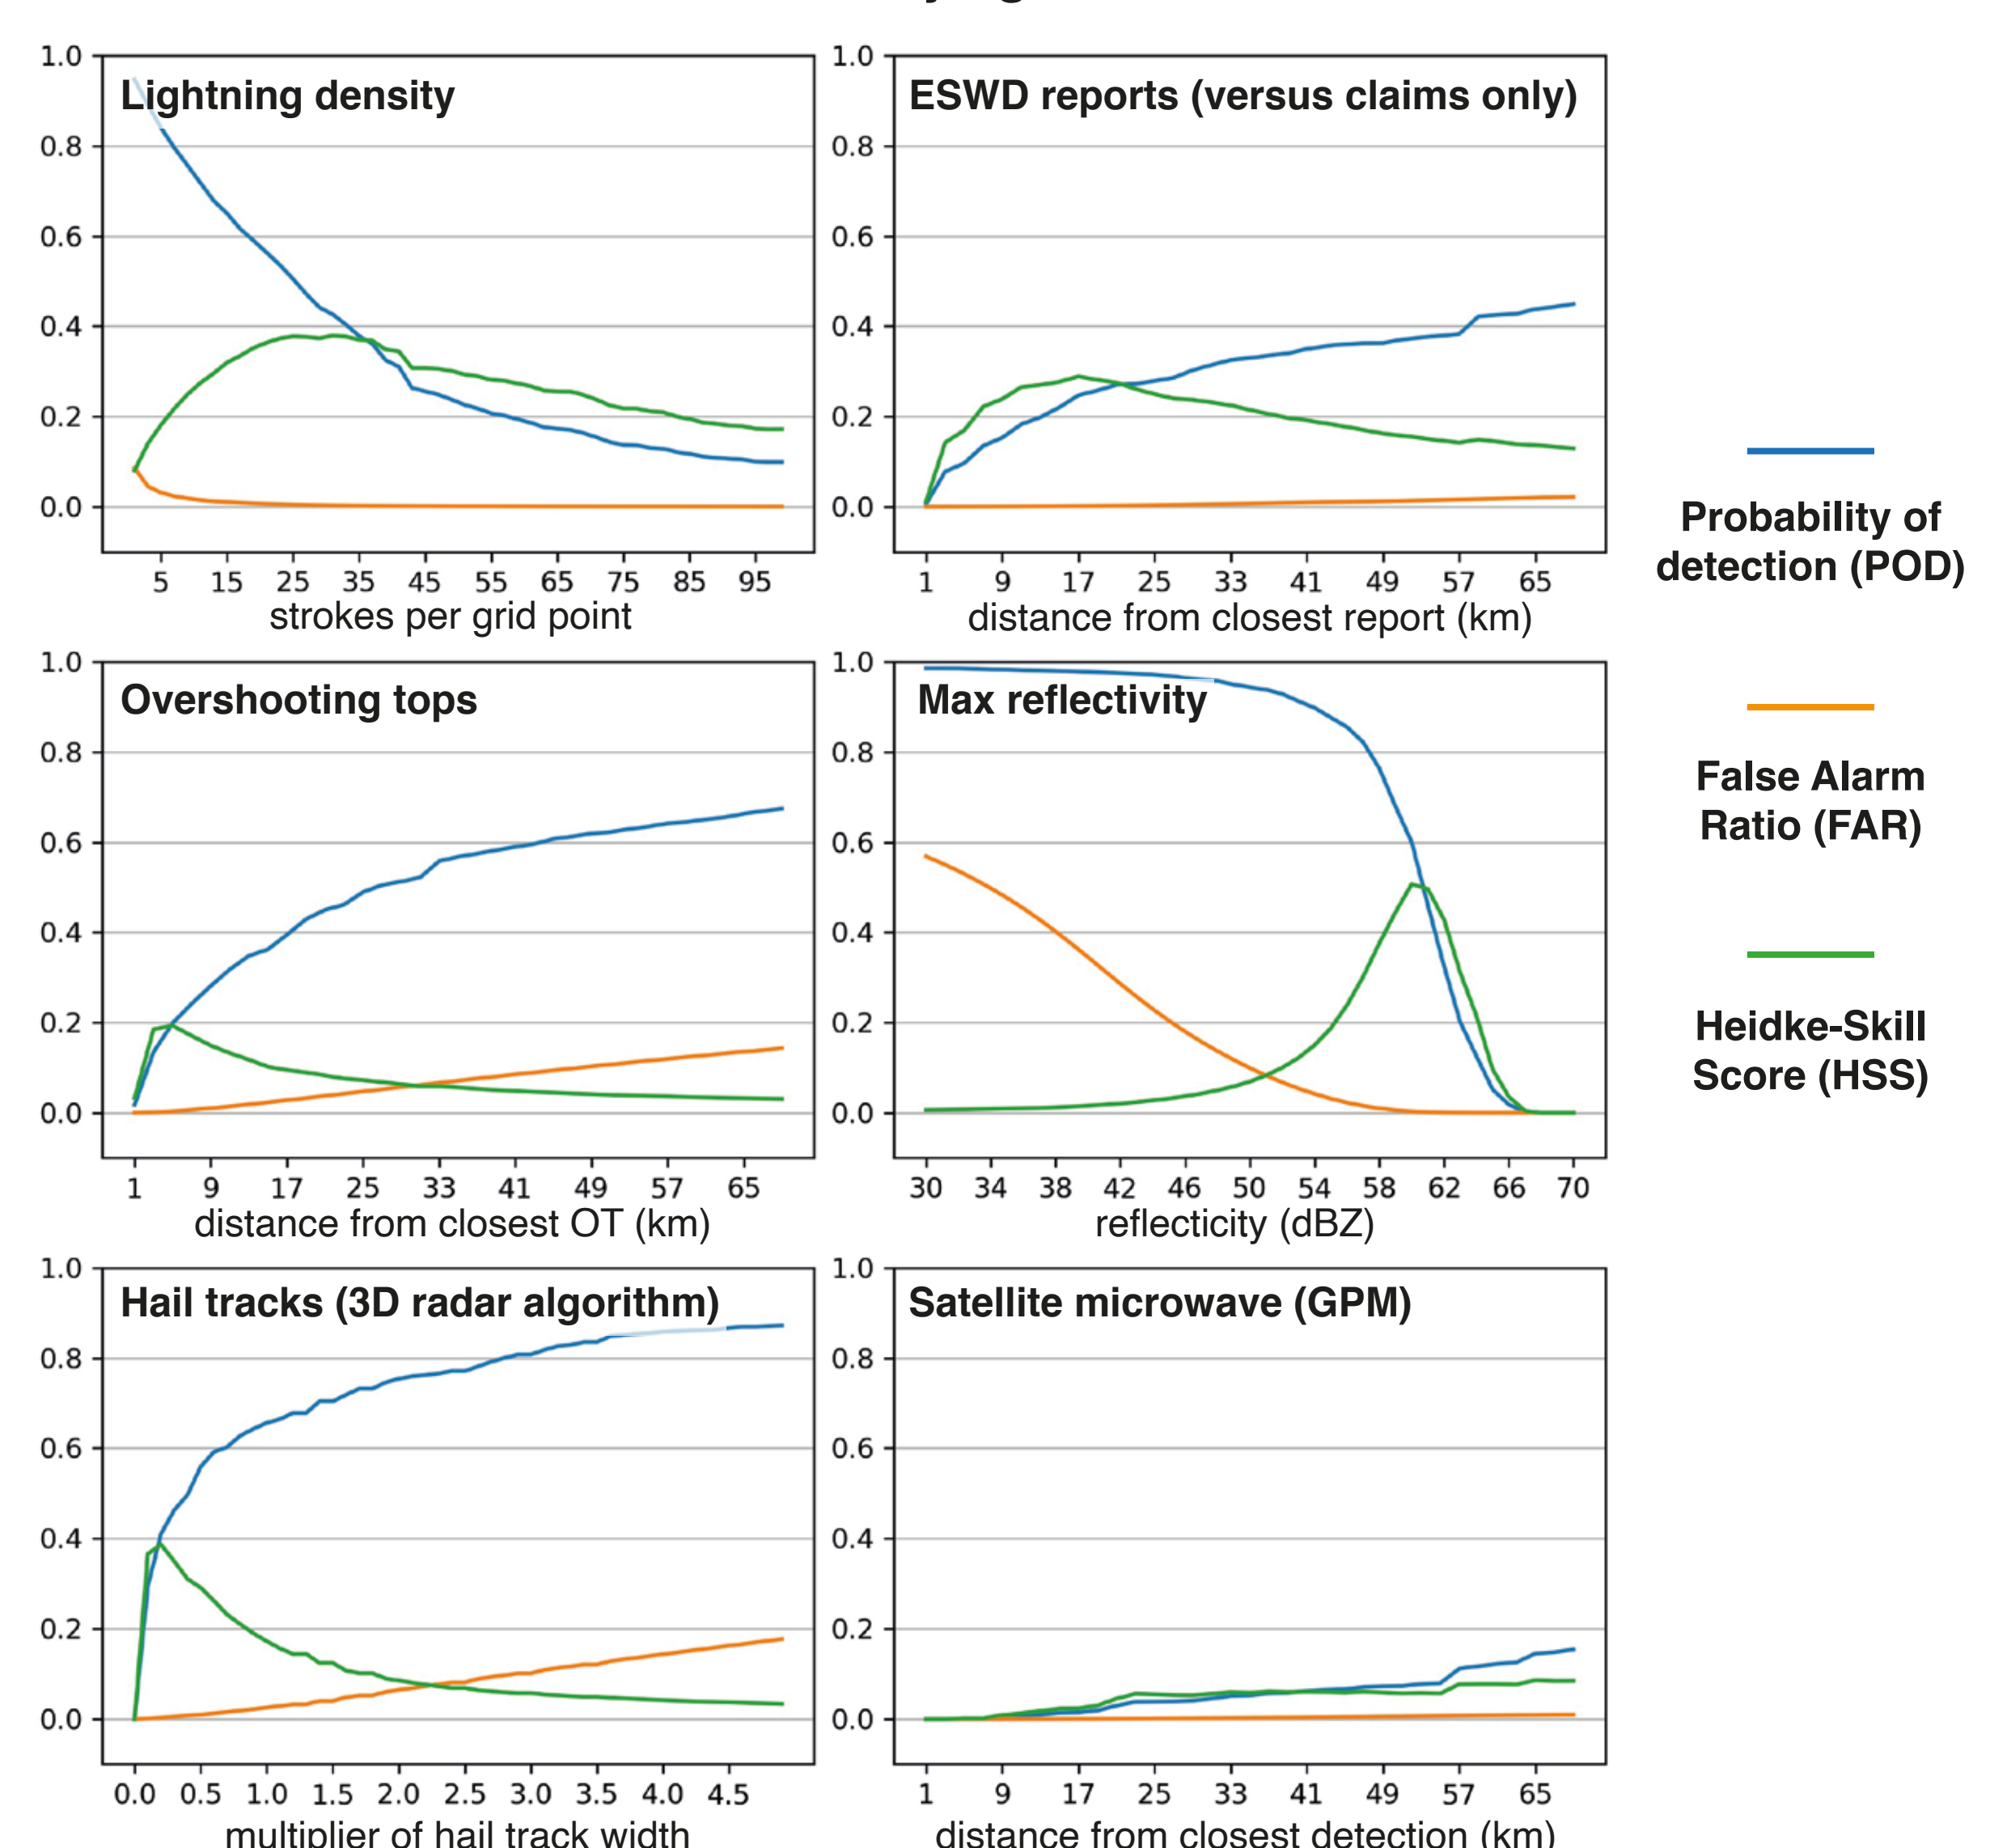 Lightning density
1.0
0.8
0.6
0.4
0.2
0.0
5 15 25 35 45 55 65 75 85 95
strokes per grid point
ESWD reports (versus claims only)
1.0
0.8
0.6
0.4
0.2
0.0
1 9 17 25 33 41 49 57 65
distance from closest report (km)
Overshooting tops
1.0
0.8
0.6
0.4
0.2
0.0
1 9 17 25 33 41 49 57 65
distance from closest OT (km)
Max reflectivity
1.0
0.8
0.6
0.4
0.2
0.0
30 34 38 42 46 50 54 58 62 66 70
reflecticity (dBZ)
Hail tracks (3D radar algorithm)
1.0
0.8
0.6
0.4
0.2
0.0
0.0 0.5 1.0 1.5 2.0 2.5 3.0 3.5 4.0 4.5
multiplier of hail track width
Satellite microwave (GPM)
1.0
0.8
0.6
0.4
0.2
0.0
1 9 17 25 33 41 49 57 65
distance from closest detection (km)
Probability of
detection (POD)
False Alarm
Ratio (FAR)
Heidke-Skill
Score (HSS)